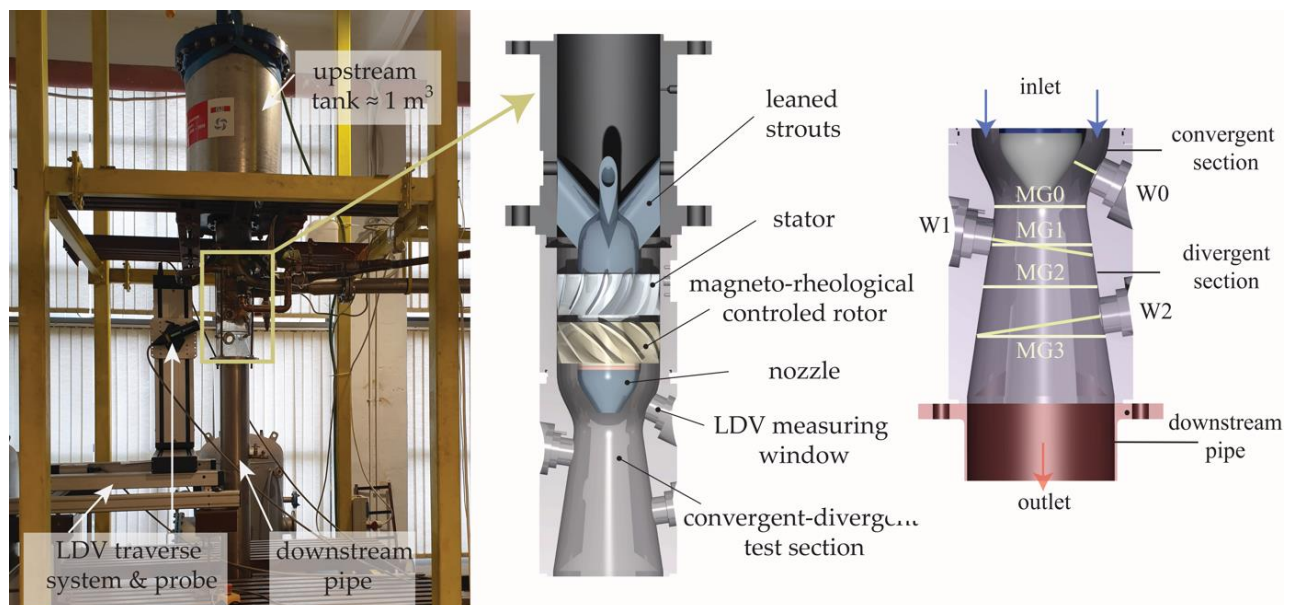 upstream
tank ≈ 1 m³
LDV traverse
system & probe
downstream
pipe
leaned
strouts
stator
magneto-rheological
controled rotor
nozzle
LDV measuring
window
convergent-divergent
test section
inlet
convergent
section
MG0
W0
W1
MG1
MG2
divergent
section
W2
MG3
downstream
pipe
outlet